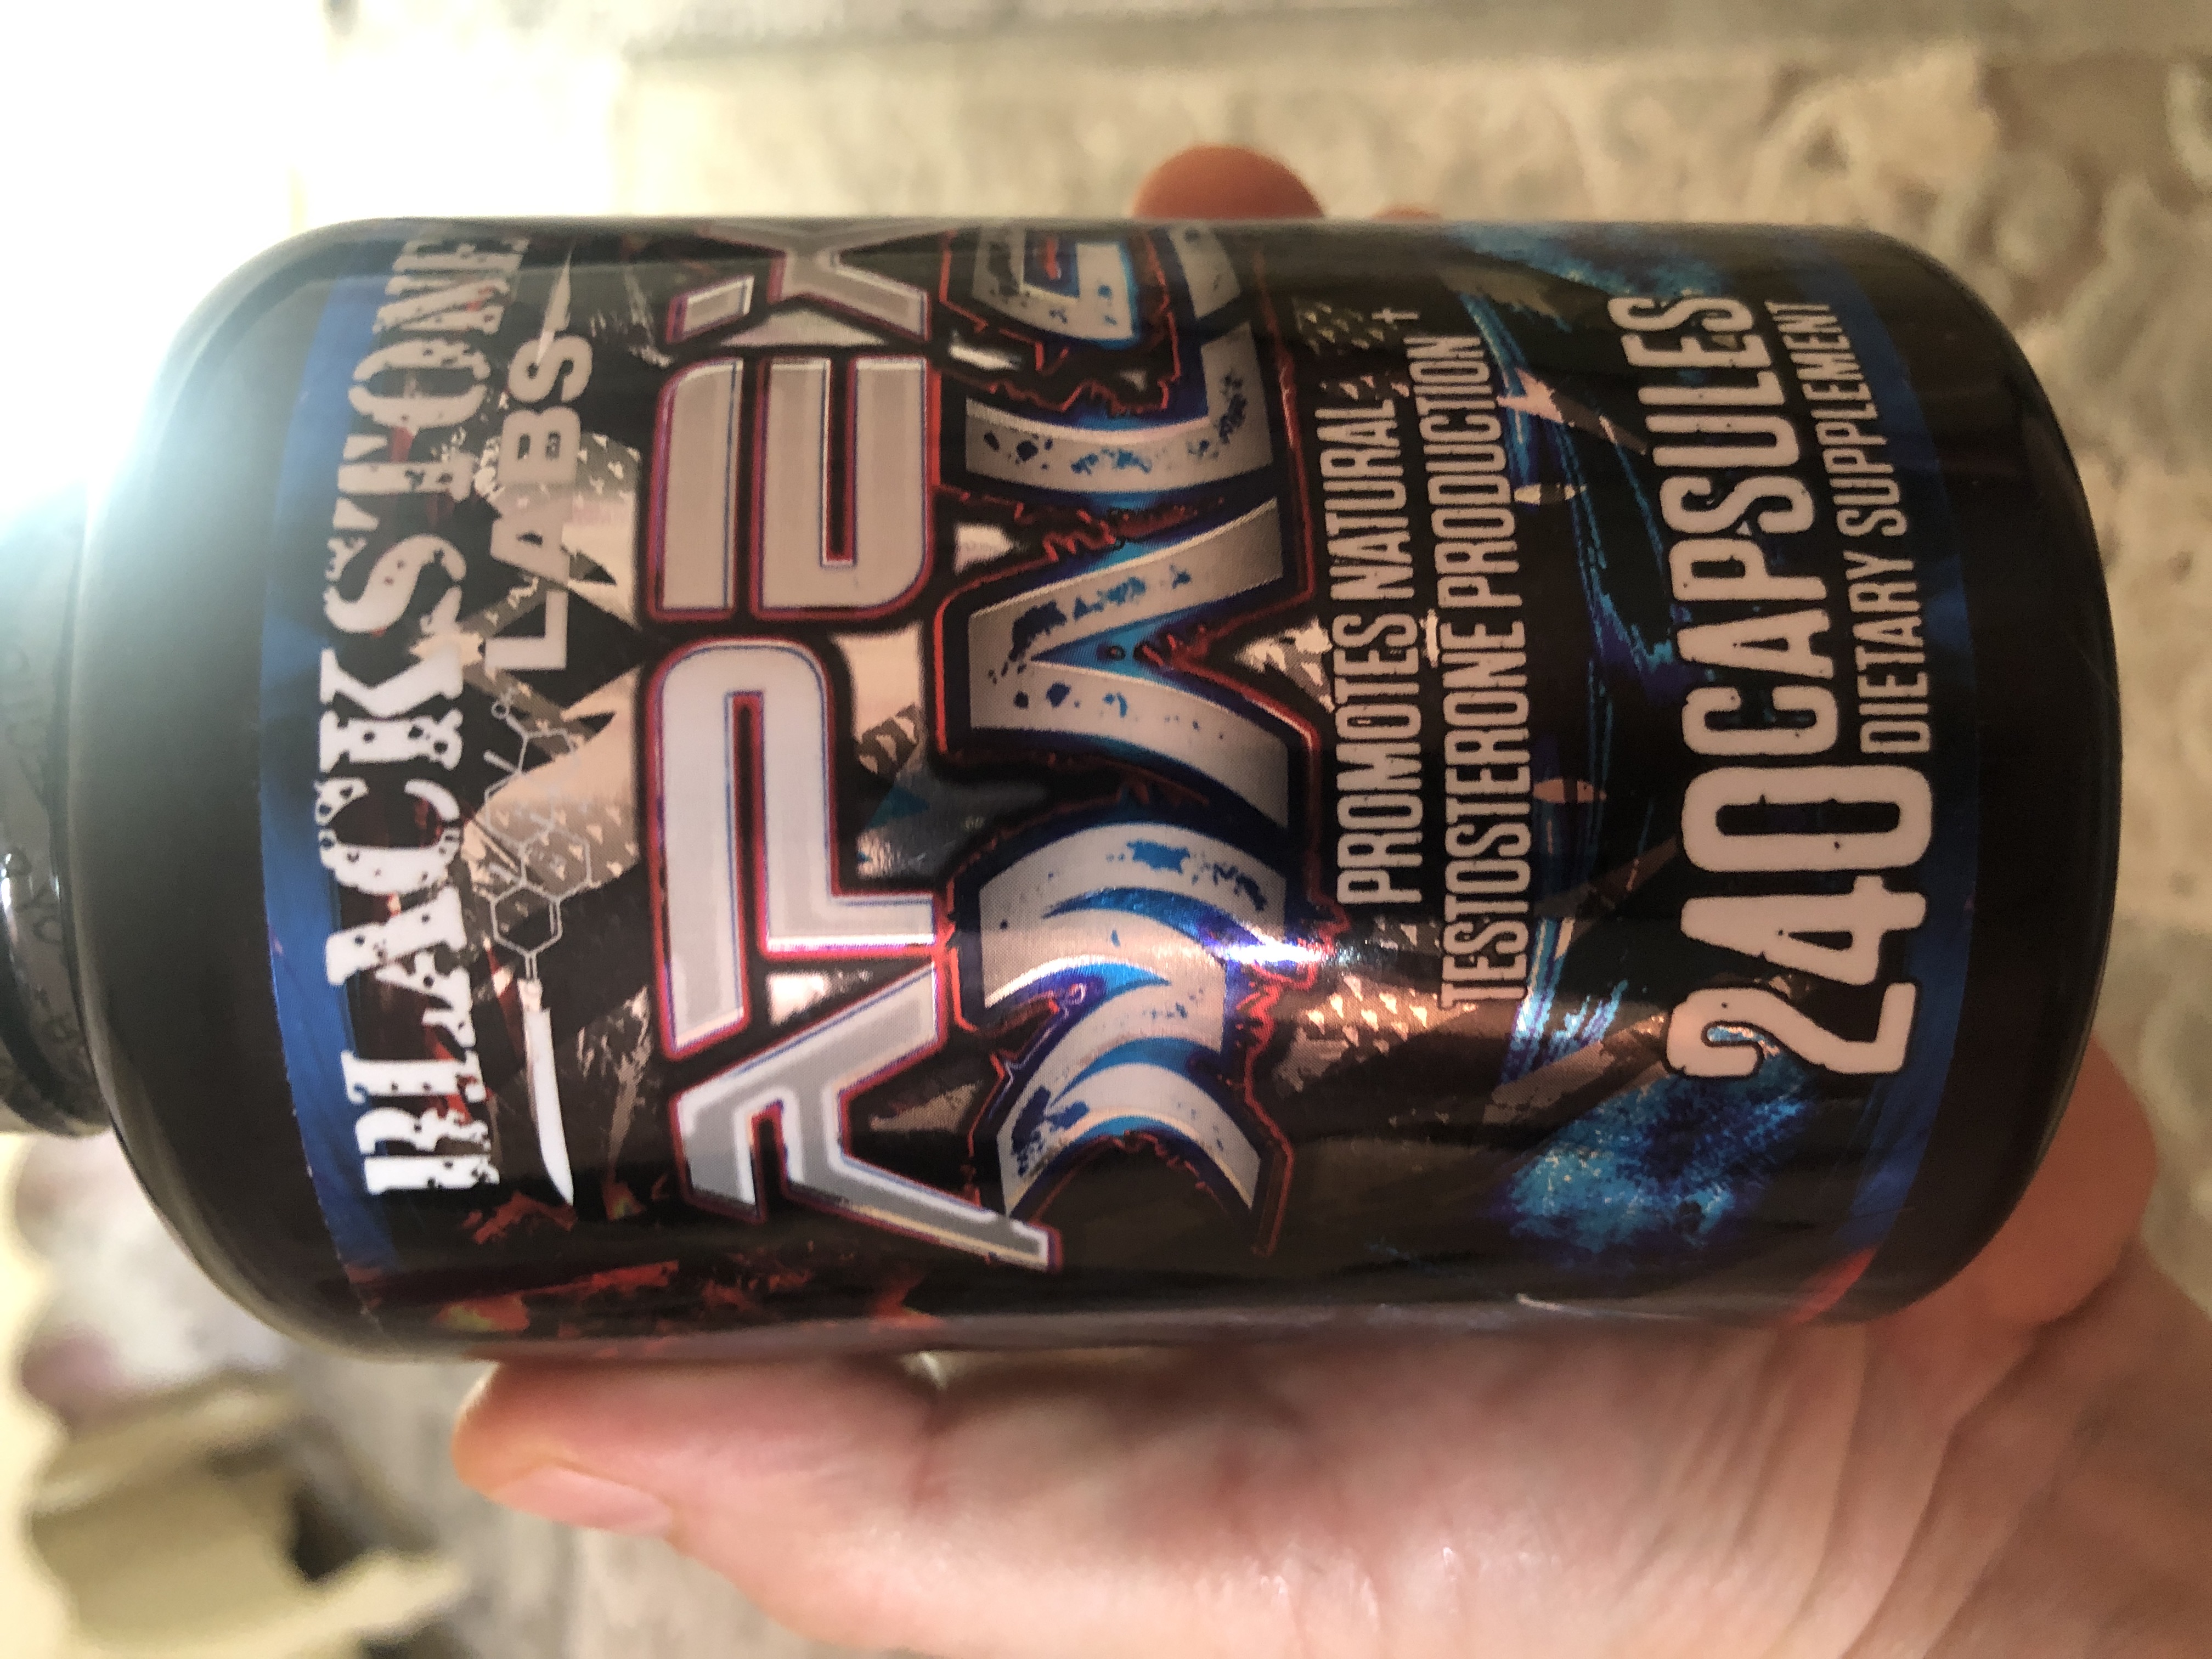 BLACKSTONE
LABS
APEX
MALE
PROMOTES NATURAL
TESTOSTERONE PRODUCTION†
240 CAPSULES
DIETARY SUPPLEMENT